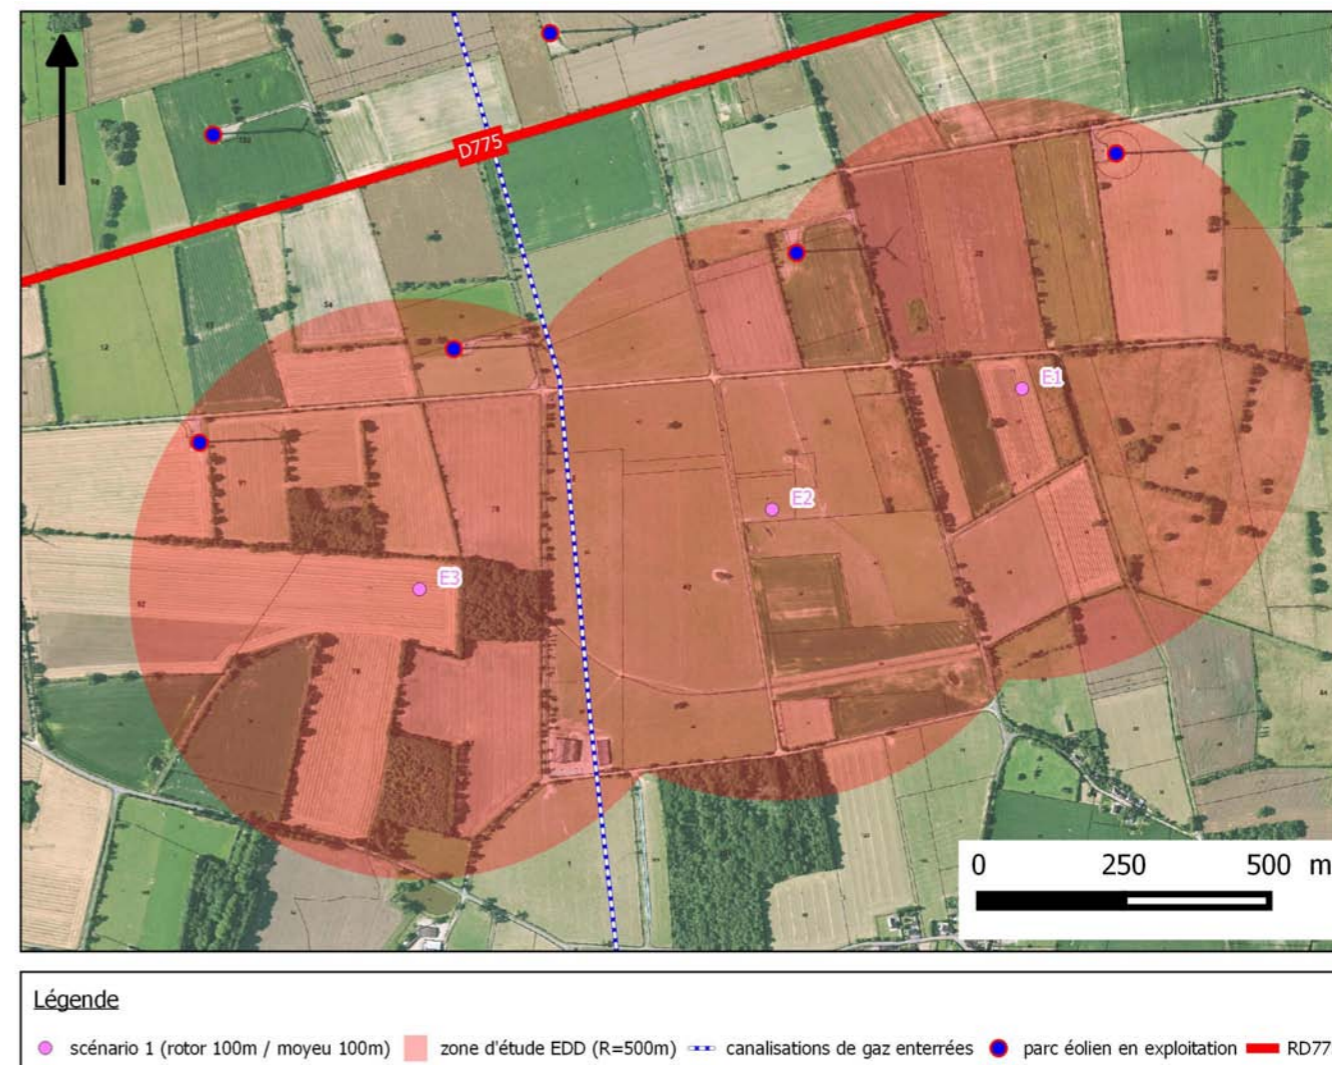 D775
E1
E2
E3
0 250 500 m
Légende
scénario 1 (rotor 100m / moyeu 100m) zone d'étude EDD (R=500m) canalisations de gaz enterrées parc éolien en exploitation RD77